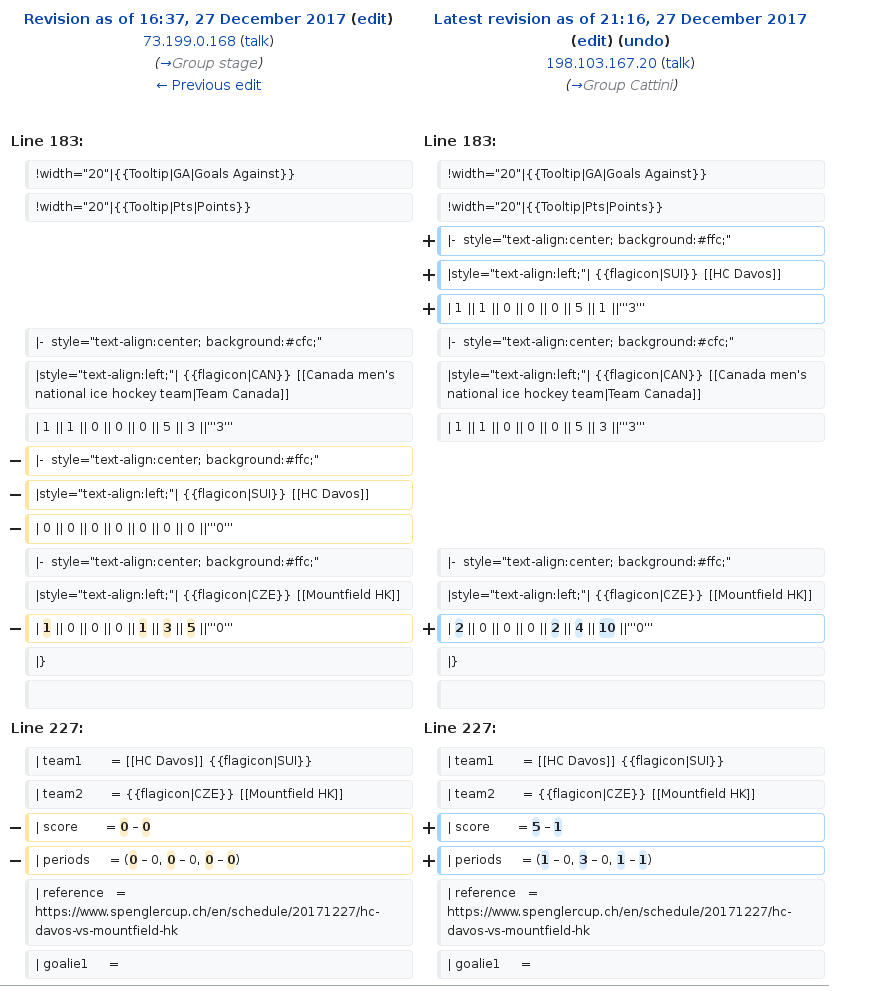 Revision as of 16:37, 27 December 2017 (edit)
73.199.0.168 (talk)
(→Group stage)
← Previous edit
Latest revision as of 21:16, 27 December 2017
(edit) (undo)
198.103.167.20 (talk)
(→Group Cattini)
Line 183:
Line 183:
!width="20"|{{Tooltip|GA|Goals Against}}
!width="20"|{{Tooltip|GA|Goals Against}}
!width="20"|{{Tooltip|Pts|Points}}
!width="20"|{{Tooltip|Pts|Points}}
+ |-  style="text-align:center; background:#ffc;"
+ |style="text-align:left;"| {{flagicon|SUI}} [[HC Davos]]
+ | 1 || 1 || 0 || 0 || 0 || 5 || 1 ||'''3'''
|-  style="text-align:center; background:#cfc;"
|-  style="text-align:center; background:#cfc;"
|style="text-align:left;"| {{flagicon|CAN}} [[Canada men's
national ice hockey team|Team Canada]]
|style="text-align:left;"| {{flagicon|CAN}} [[Canada men's
national ice hockey team|Team Canada]]
| 1 || 1 || 0 || 0 || 0 || 5 || 3 ||'''3'''
| 1 || 1 || 0 || 0 || 0 || 5 || 3 ||'''3'''
− |-  style="text-align:center; background:#ffc;"
− |style="text-align:left;"| {{flagicon|SUI}} [[HC Davos]]
− | 0 || 0 || 0 || 0 || 0 || 0 || 0 ||'''0'''
|-  style="text-align:center; background:#ffc;"
|-  style="text-align:center; background:#ffc;"
|style="text-align:left;"| {{flagicon|CZE}} [[Mountfield HK]]
|style="text-align:left;"| {{flagicon|CZE}} [[Mountfield HK]]
− | 1 || 0 || 0 || 0 || 1 || 3 || 5 ||'''0'''
+ | 2 || 0 || 0 || 0 || 2 || 4 || 10 ||'''0'''
|}
|}
Line 227:
Line 227:
| team1 = [[HC Davos]] {{flagicon|SUI}}
| team1 = [[HC Davos]] {{flagicon|SUI}}
| team2 = {{flagicon|CZE}} [[Mountfield HK]]
| team2 = {{flagicon|CZE}} [[Mountfield HK]]
− | score = 0 – 0
+ | score = 5 – 1
− | periods = (0 – 0, 0 – 0, 0 – 0)
+ | periods = (1 – 0, 3 – 0, 1 – 1)
| reference =
https://www.spenglercup.ch/en/schedule/20171227/hc-
davos-vs-mountfield-hk
| reference =
https://www.spenglercup.ch/en/schedule/20171227/hc-
davos-vs-mountfield-hk
| goalie1 =
| goalie1 =